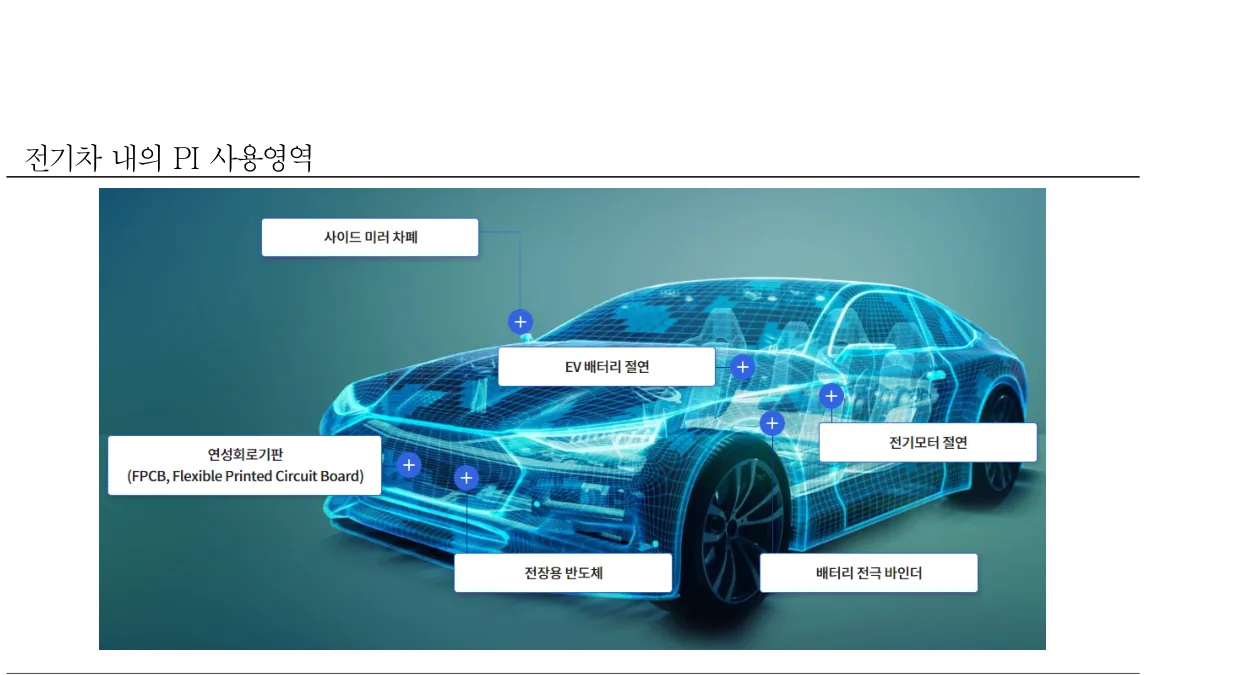 전기차 내의 PI 사용영역
사이드 미러 차폐
EV 배터리 절연
전기모터 절연
연성회로기판
(FPCB, Flexible Printed Circuit Board)
전장용 반도체
배터리 전극 바인더